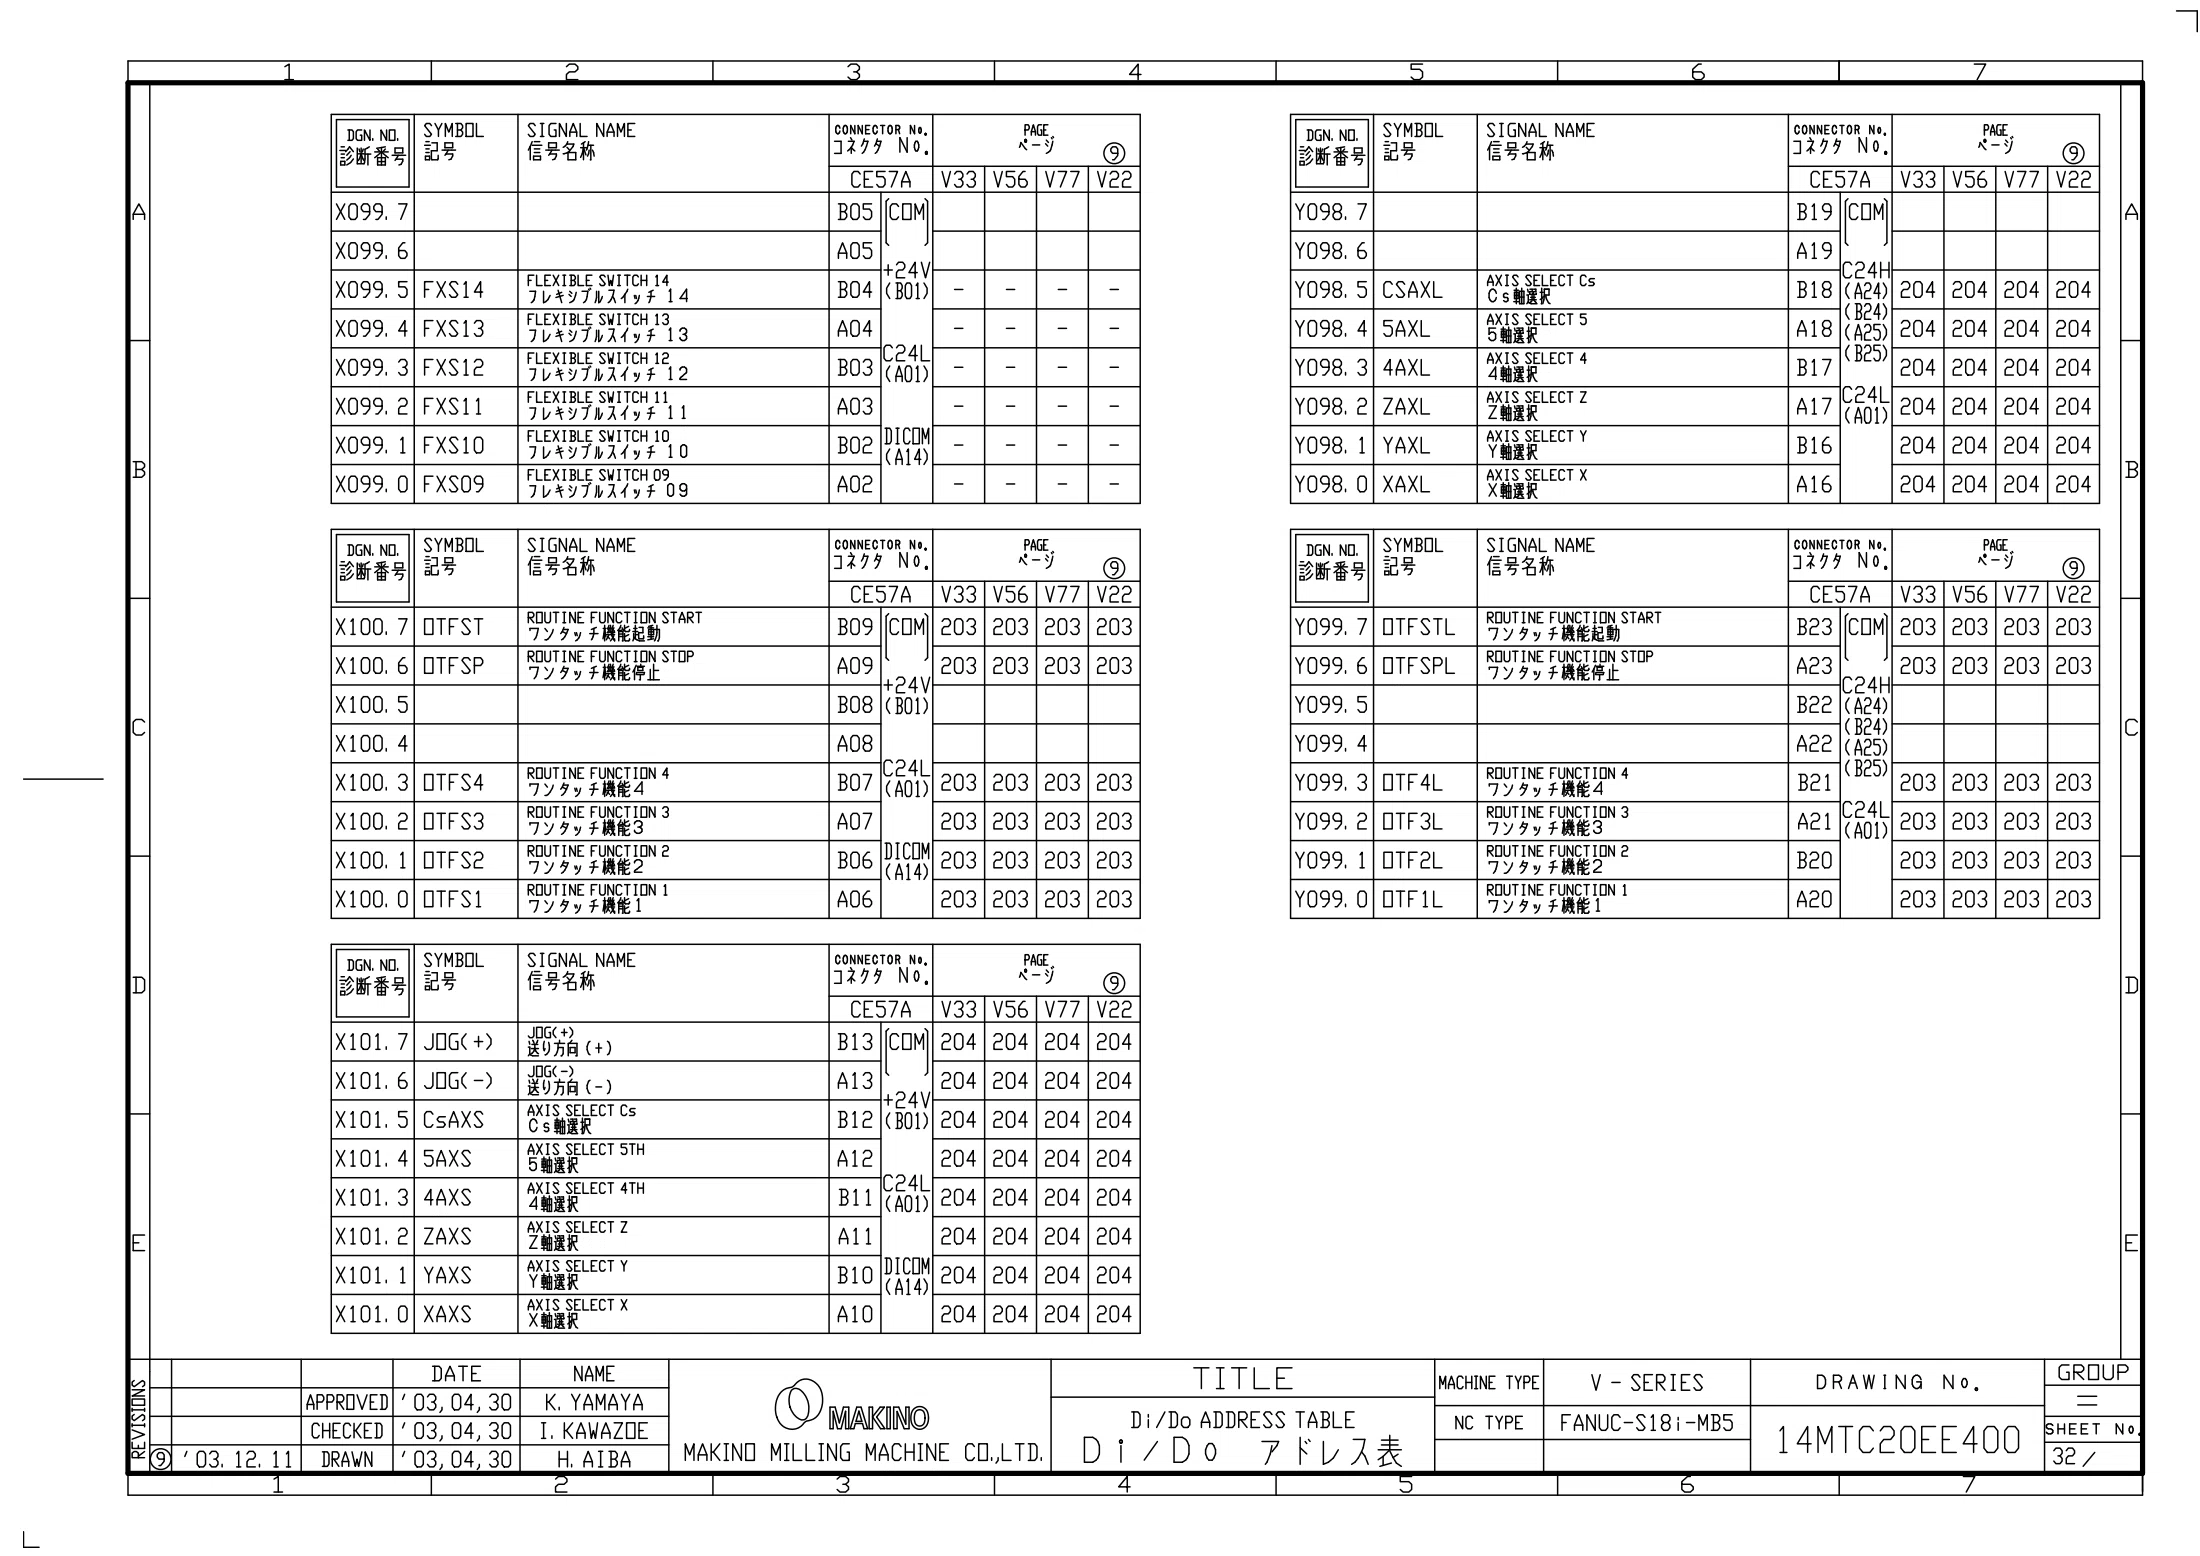 1 2 3 4 5 6 7
A B C D E
DGN. NO. SYMBOL SIGNAL NAME CONNECTOR No. PAGE
診断番号 記号 信号名称 コネクタ No. ページ ⑨
CE57A V33 V56 V77 V22
X099. 7 B05 (COM)
X099. 6 A05
+24V
X099. 5 FXS14 FLEXIBLE SWITCH 14 B04 (B01) − − − −
フレキシブルスイッチ 14
X099. 4 FXS13 FLEXIBLE SWITCH 13 A04 − − − −
フレキシブルスイッチ 13
C24L
X099. 3 FXS12 FLEXIBLE SWITCH 12 B03 (A01) − − − −
フレキシブルスイッチ 12
X099. 2 FXS11 FLEXIBLE SWITCH 11 A03 − − − −
フレキシブルスイッチ 11
DICOM
X099. 1 FXS10 FLEXIBLE SWITCH 10 B02 (A14) − − − −
フレキシブルスイッチ 10
X099. 0 FXS09 FLEXIBLE SWITCH 09 A02 − − − −
フレキシブルスイッチ 09
DGN. NO. SYMBOL SIGNAL NAME CONNECTOR No. PAGE
診断番号 記号 信号名称 コネクタ No. ページ ⑨
CE57A V33 V56 V77 V22
X100. 7 OTFST ROUTINE FUNCTION START B09 (COM) 203 203 203 203
ワンタッチ機能起動
X100. 6 OTFSP ROUTINE FUNCTION STOP A09 203 203 203 203
ワンタッチ機能停止
+24V
X100. 5 B08 (B01)
X100. 4 A08
C24L
X100. 3 OTFS4 ROUTINE FUNCTION 4 B07 (A01) 203 203 203 203
ワンタッチ機能4
X100. 2 OTFS3 ROUTINE FUNCTION 3 A07 203 203 203 203
ワンタッチ機能3
DICOM
X100. 1 OTFS2 ROUTINE FUNCTION 2 B06 (A14) 203 203 203 203
ワンタッチ機能2
X100. 0 OTFS1 ROUTINE FUNCTION 1 A06 203 203 203 203
ワンタッチ機能1
DGN. NO. SYMBOL SIGNAL NAME CONNECTOR No. PAGE
診断番号 記号 信号名称 コネクタ No. ページ ⑨
CE57A V33 V56 V77 V22
X101. 7 JOG(+) JOG(+) B13 (COM) 204 204 204 204
送り方向 (+)
X101. 6 JOG(−) JOG(−) A13 204 204 204 204
送り方向 (−)
+24V
X101. 5 CsAXS AXIS SELECT Cs B12 (B01) 204 204 204 204
Cs軸選択
X101. 4 5AXS AXIS SELECT 5TH A12 204 204 204 204
5軸選択
C24L
X101. 3 4AXS AXIS SELECT 4TH B11 (A01) 204 204 204 204
4軸選択
X101. 2 ZAXS AXIS SELECT Z A11 204 204 204 204
Z軸選択
DICOM
X101. 1 YAXS AXIS SELECT Y B10 (A14) 204 204 204 204
Y軸選択
X101. 0 XAXS AXIS SELECT X A10 204 204 204 204
X軸選択
DGN. NO. SYMBOL SIGNAL NAME CONNECTOR No. PAGE
診断番号 記号 信号名称 コネクタ No. ページ ⑨
CE57A V33 V56 V77 V22
Y098. 7 B19 (COM)
Y098. 6 A19
C24H
Y098. 5 CSAXL AXIS SELECT Cs B18 (A24) 204 204 204 204
Cs軸選択
(B24)
Y098. 4 5AXL AXIS SELECT 5 A18 (A25) 204 204 204 204
5軸選択
(B25)
Y098. 3 4AXL AXIS SELECT 4 B17 204 204 204 204
4軸選択
C24L
Y098. 2 ZAXL AXIS SELECT Z A17 (A01) 204 204 204 204
Z軸選択
Y098. 1 YAXL AXIS SELECT Y B16 204 204 204 204
Y軸選択
Y098. 0 XAXL AXIS SELECT X A16 204 204 204 204
X軸選択
DGN. NO. SYMBOL SIGNAL NAME CONNECTOR No. PAGE
診断番号 記号 信号名称 コネクタ No. ページ ⑨
CE57A V33 V56 V77 V22
Y099. 7 OTFSTL ROUTINE FUNCTION START B23 (COM) 203 203 203 203
ワンタッチ機能起動
Y099. 6 OTFSPL ROUTINE FUNCTION STOP A23 203 203 203 203
ワンタッチ機能停止
C24H
Y099. 5 B22 (A24)
(B24)
Y099. 4 A22 (A25)
(B25)
Y099. 3 OTF4L ROUTINE FUNCTION 4 B21 203 203 203 203
ワンタッチ機能4
C24L
Y099. 2 OTF3L ROUTINE FUNCTION 3 A21 (A01) 203 203 203 203
ワンタッチ機能3
Y099. 1 OTF2L ROUTINE FUNCTION 2 B20 203 203 203 203
ワンタッチ機能2
Y099. 0 OTF1L ROUTINE FUNCTION 1 A20 203 203 203 203
ワンタッチ機能1
A B C D E
REVISIONS
⑨ '03. 12. 11
DATE NAME
APPROVED '03, 04, 30 K. YAMAYA
CHECKED '03, 04, 30 I. KAWAZOE
DRAWN '03, 04, 30 H. AIBA
MAKINO
MAKINO MILLING MACHINE CO.,LTD.
TITLE
Di/Do ADDRESS TABLE
Di/Do アドレス表
MACHINE TYPE V − SERIES
NC TYPE FANUC−S18i−MB5
DRAWING No.
14MTC20EE400
GROUP
=
SHEET No.
32 /
1 2 3 4 5 6 7